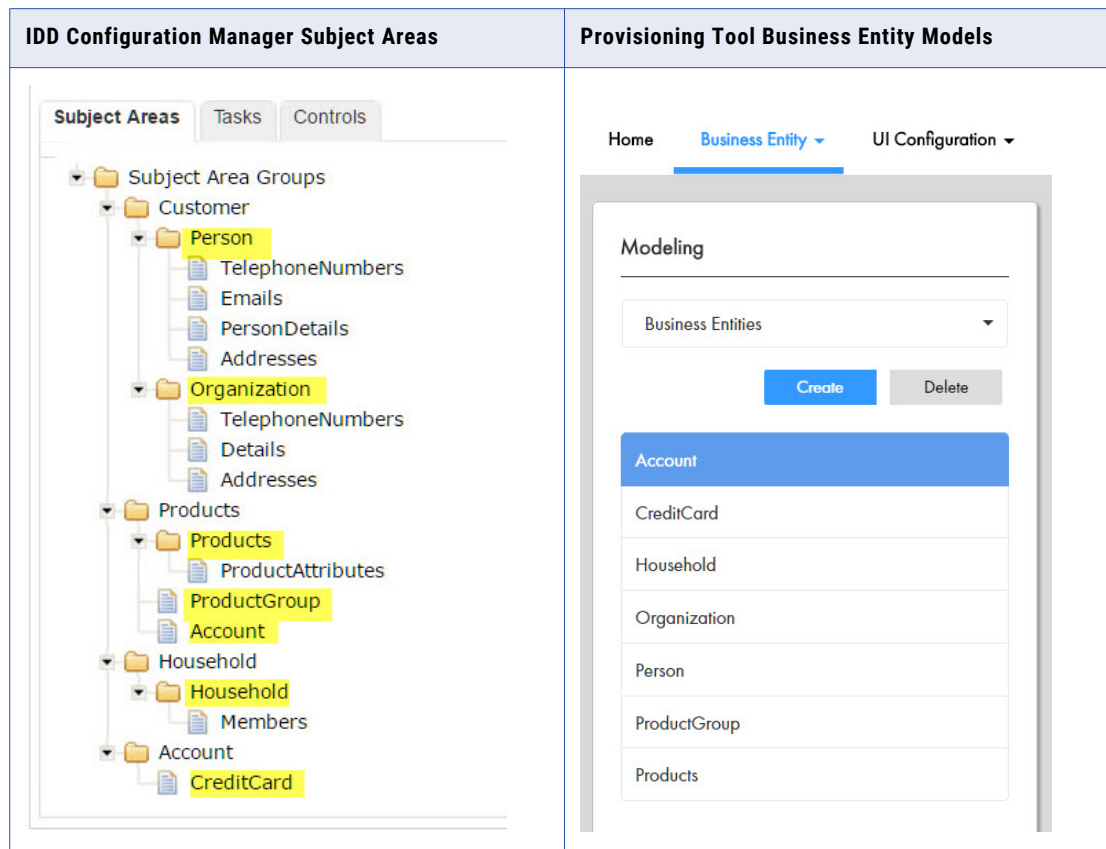 IDD Configuration Manager Subject Areas
Provisioning Tool Business Entity Models
Subject Areas
Tasks
Controls
Subject Area Groups
Customer
Person
TelephoneNumbers
Emails
PersonDetails
Addresses
Organization
TelephoneNumbers
Details
Addresses
Products
Products
ProductAttributes
ProductGroup
Account
Household
Household
Members
Account
CreditCard
Home
Business Entity
UI Configuration
Modeling
Business Entities
Create
Delete
Account
CreditCard
Household
Organization
Person
ProductGroup
Products